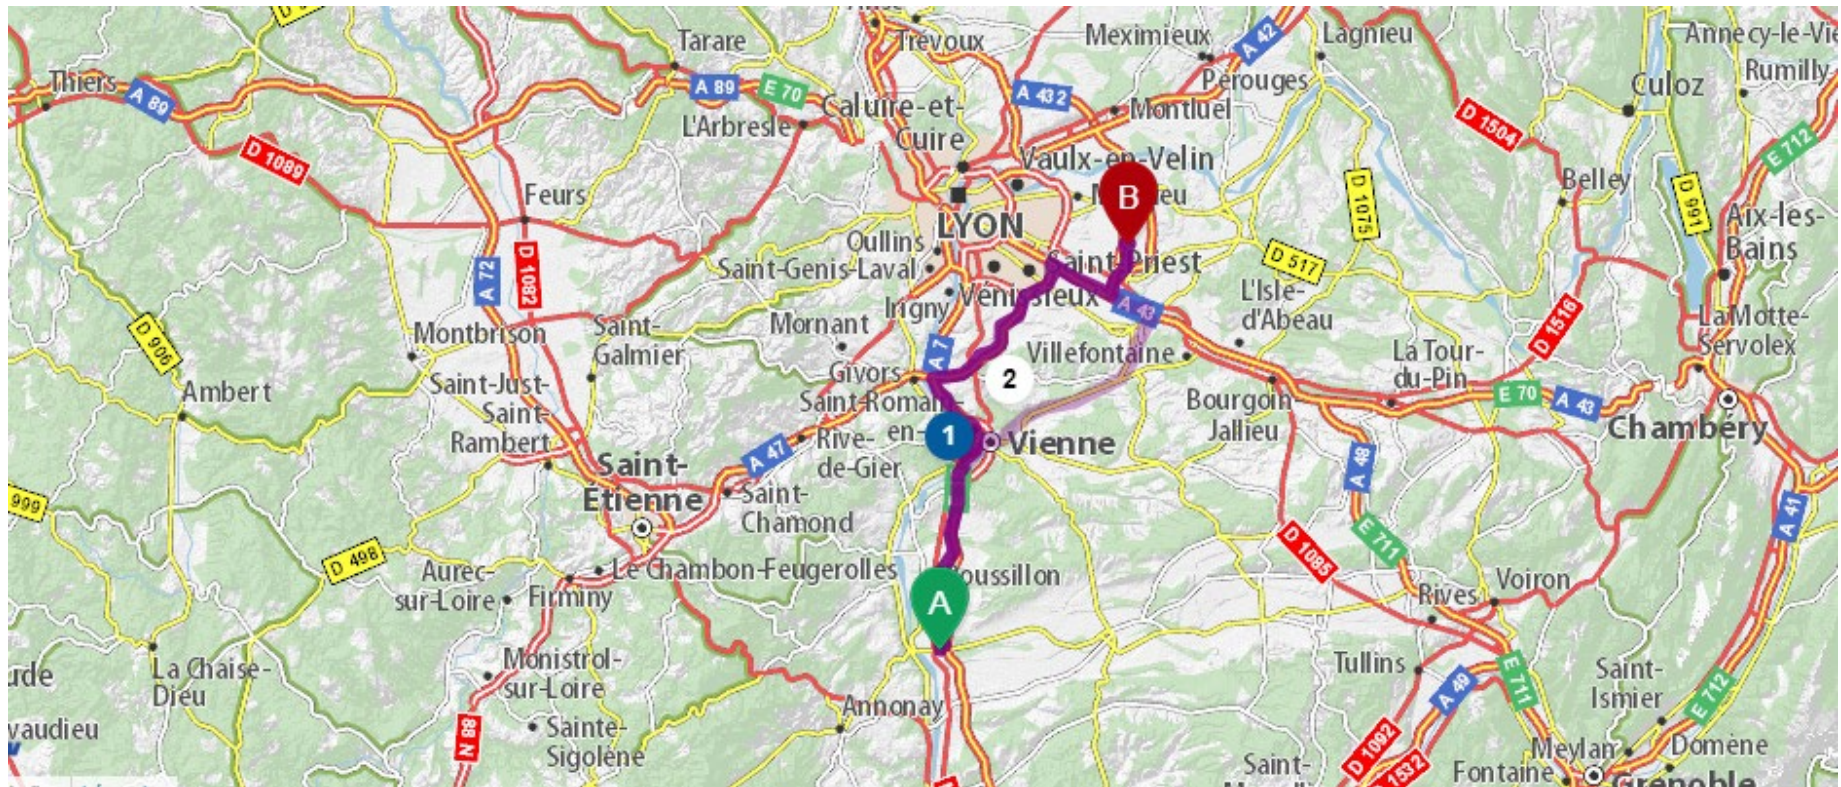 Tarare
Trévoux
Meximieux
A 42
Lagnieu
Annecy-le-Vie
Rumilly
Thiers
A 89
A 89
E 70
Caluire-et-
Cuire
A 432
Pérouges
Montluel
Culoz
D 1504
E 712
L'Arbresle
D 1089
Vaulx-en-Velin
Feurs
B
LYON
D 1075
Belley
D 991
Aix-les-
Bains
Oullins
Saint-Genis-Laval
Saint-Priest
D 517
A 72
D 1082
Irigny
Vénissieux
A 43
L'Isle-
d'Abeau
D 906
Montbrison
Saint-
Galmier
Mornant
A 7
Villefontaine
D 1516
La Motte-
Servolex
La Tour-
du-Pin
Ambert
Saint-Just-
Saint-
Rambert
Givors
2
Saint-Romain-
en-
1
Vienne
Bourgoin-
Jallieu
E 70
A 43
Chambéry
A 47
Rive-
de-Gier
Saint-
Étienne
Saint-
Chamond
A 48
A 41
999
D 498
E 711
D 1085
Aurec-
sur-Loire
Le Chambon-Feugerolles
Firminy
oussillon
A
Voiron
Rives
La Chaise-
Dieu
Monistrol-
sur-Loire
Annonay
Tullins
A 49
E 711
Saint-
Ismier
E 712
ude
vaudieu
N 88
Sainte-
Sigolène
D 1092
D 1532
Saint-
Meylan
Domène
Fontaine
Grenoble